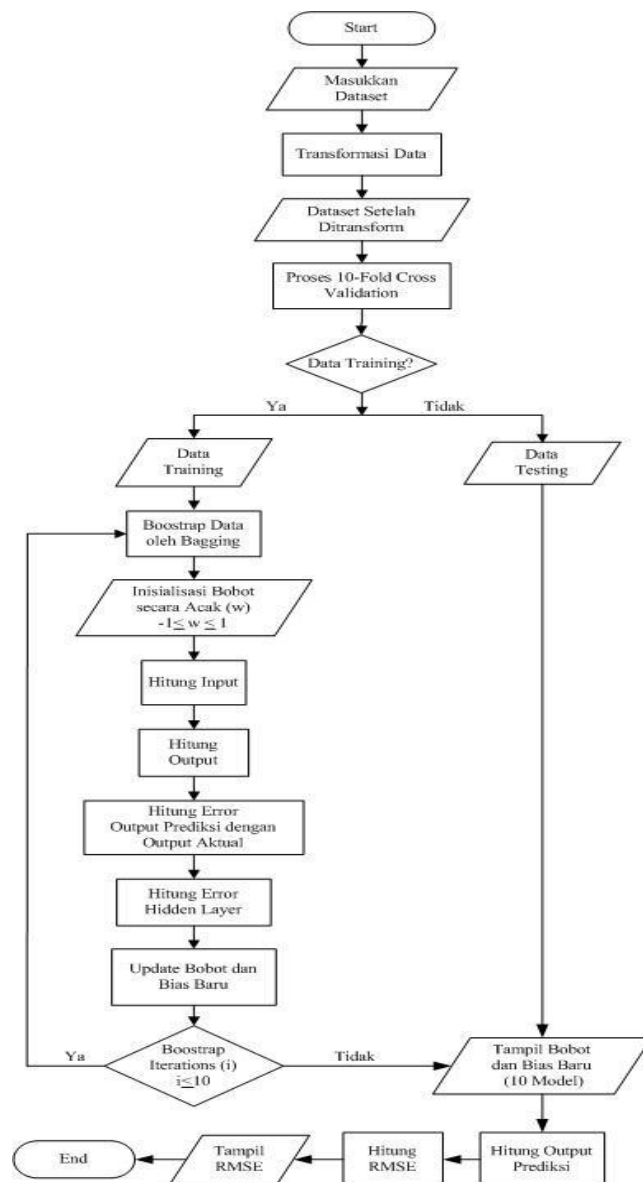 Start
Masukkan
Dataset
Transformasi Data
Dataset Setelah
Ditransform
Proses 10-Fold Cross
Validation
Data Training?
Ya
Tidak
Data
Training
Data
Testing
Boostrap Data
oleh Bagging
Inisialisasi Bobot
secara Acak (w)
-1≤ w ≤ 1
Hitung Input
Hitung
Output
Hitung Error
Output Prediksi dengan
Output Aktual
Hitung Error
Hidden Layer
Update Bobot dan
Bias Baru
Ya
Boostrap
Iterations (i)
i≤10
Tidak
Tampil Bobot
dan Bias Baru
(10 Model)
Hitung Output
Prediksi
Hitung
RMSE
Tampil
RMSE
End